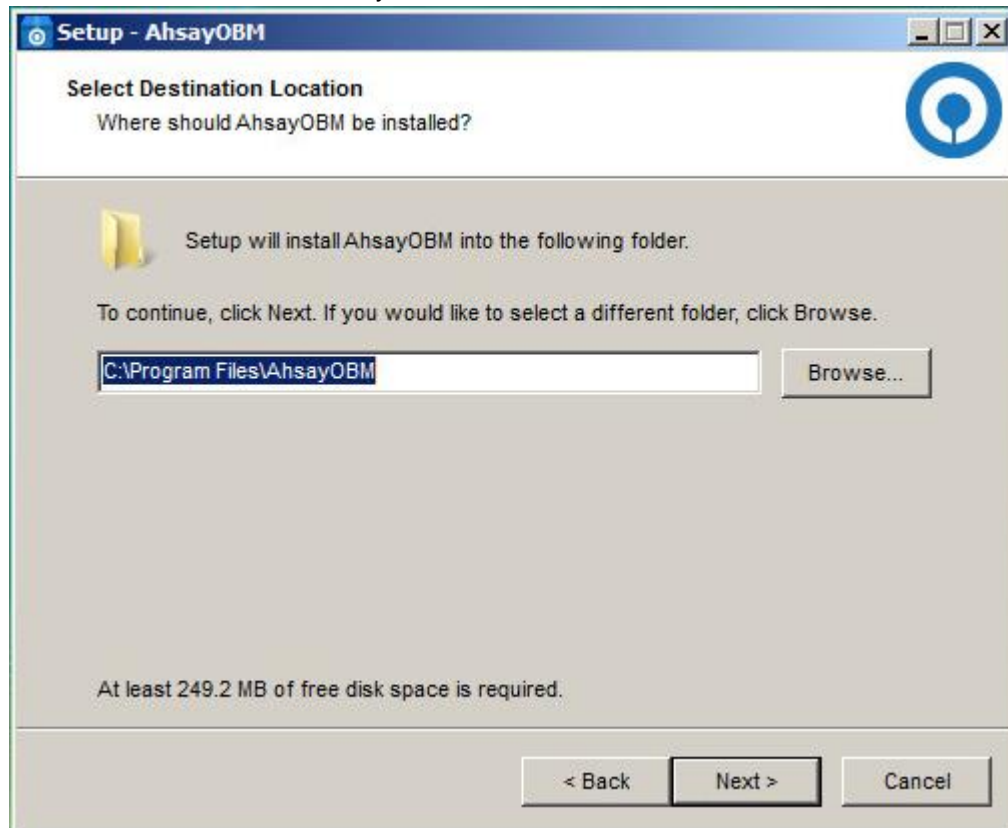 Setup - AhsayOBM
Select Destination Location
Where should AhsayOBM be installed?
Setup will install AhsayOBM into the following folder.
To continue, click Next. If you would like to select a different folder, click Browse.
C:\Program Files\AhsayOBM
Browse...
At least 249.2 MB of free disk space is required.
< Back
Next >
Cancel